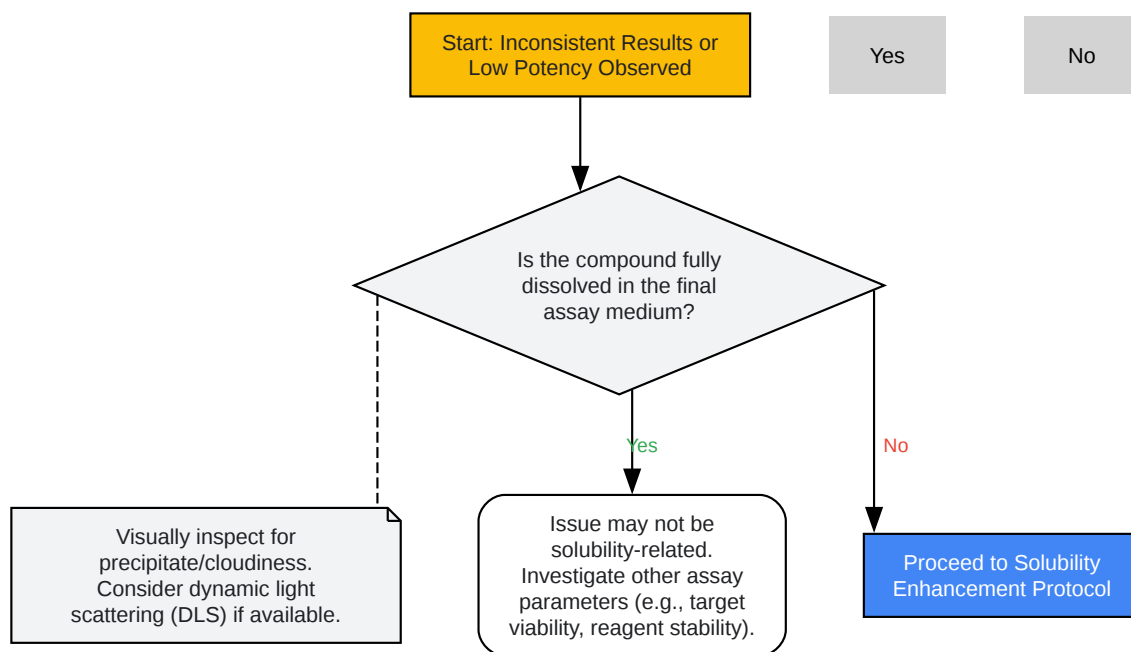 Start: Inconsistent Results or
Low Potency Observed
Yes
No
Is the compound fully
dissolved in the final
assay medium?
Yes
No
Visually inspect for
precipitate/cloudiness.
Consider dynamic light
scattering (DLS) if available.
Issue may not be
solubility-related.
Investigate other assay
parameters (e.g., target
viability, reagent stability).
Proceed to Solubility
Enhancement Protocol